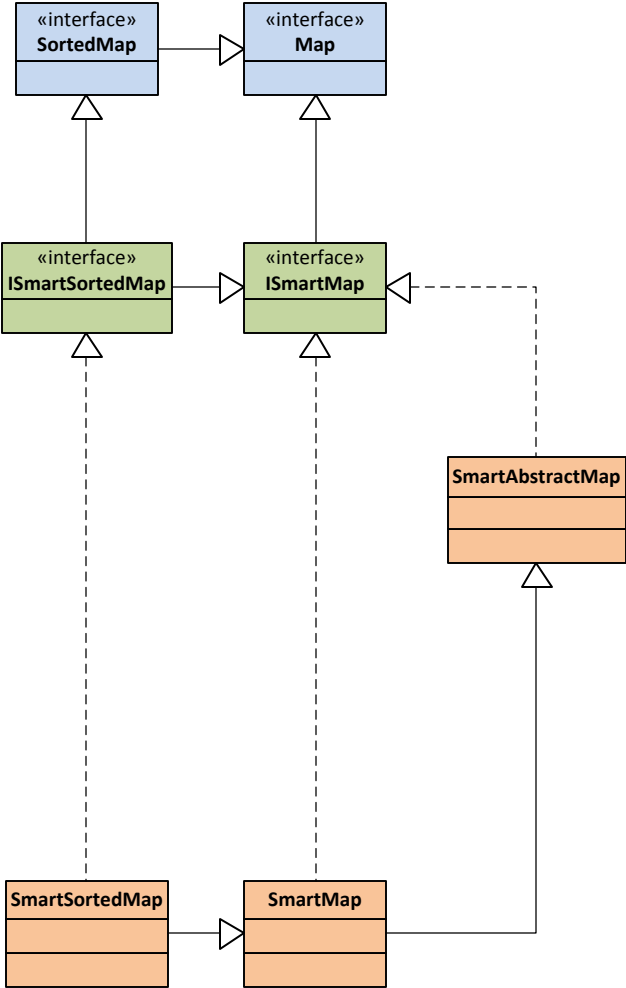 «interface»
SortedMap
«interface»
Map
«interface»
ISmartSortedMap
«interface»
ISmartMap
SmartAbstractMap
SmartSortedMap
SmartMap